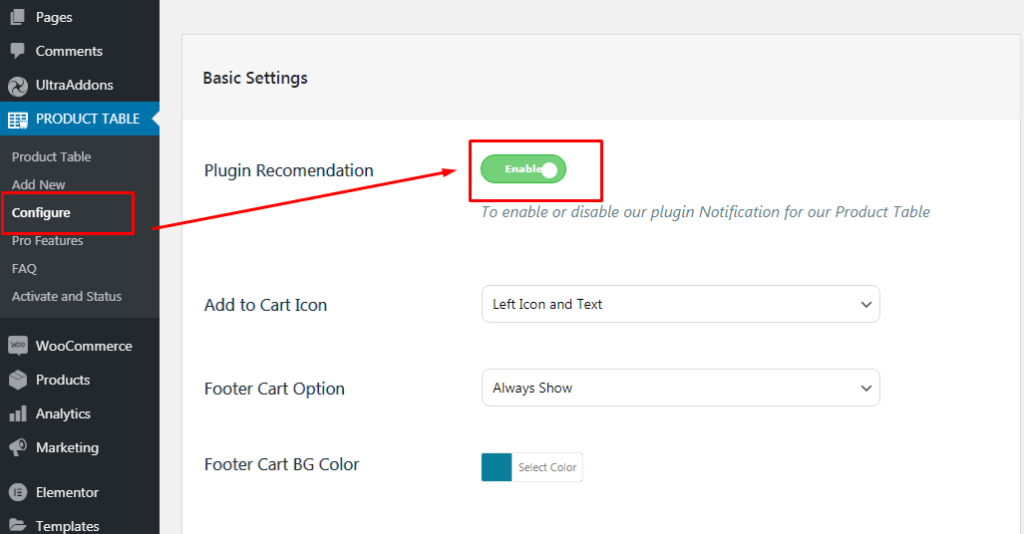 Pages
Comments
UltraAddons
PRODUCT TABLE
Product Table
Add New
Configure
Pro Features
FAQ
Activate and Status
WOO WooCommerce
Products
Analytics
Marketing
Elementor
Templates
Basic Settings
Plugin Recomendation
Enable
To enable or disable our plugin Notification for our Product Table
Add to Cart Icon
Left Icon and Text
Footer Cart Option
Always Show
Footer Cart BG Color
Select Color